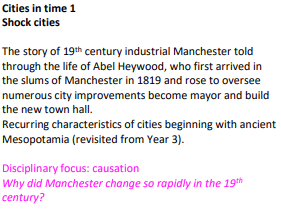 Cities in time 1
Shock cities
The story of 19th century industrial Manchester told
through the life of Abel Heywood, who first arrived in
the slums of Manchester in 1819 and rose to oversee
numerous city improvements become mayor and build
the new town hall.
Recurring characteristics of cities beginning with ancient
Mesopotamia (revisited from Year 3).
Disciplinary focus: causation
Why did Manchester change so rapidly in the 19th
century?